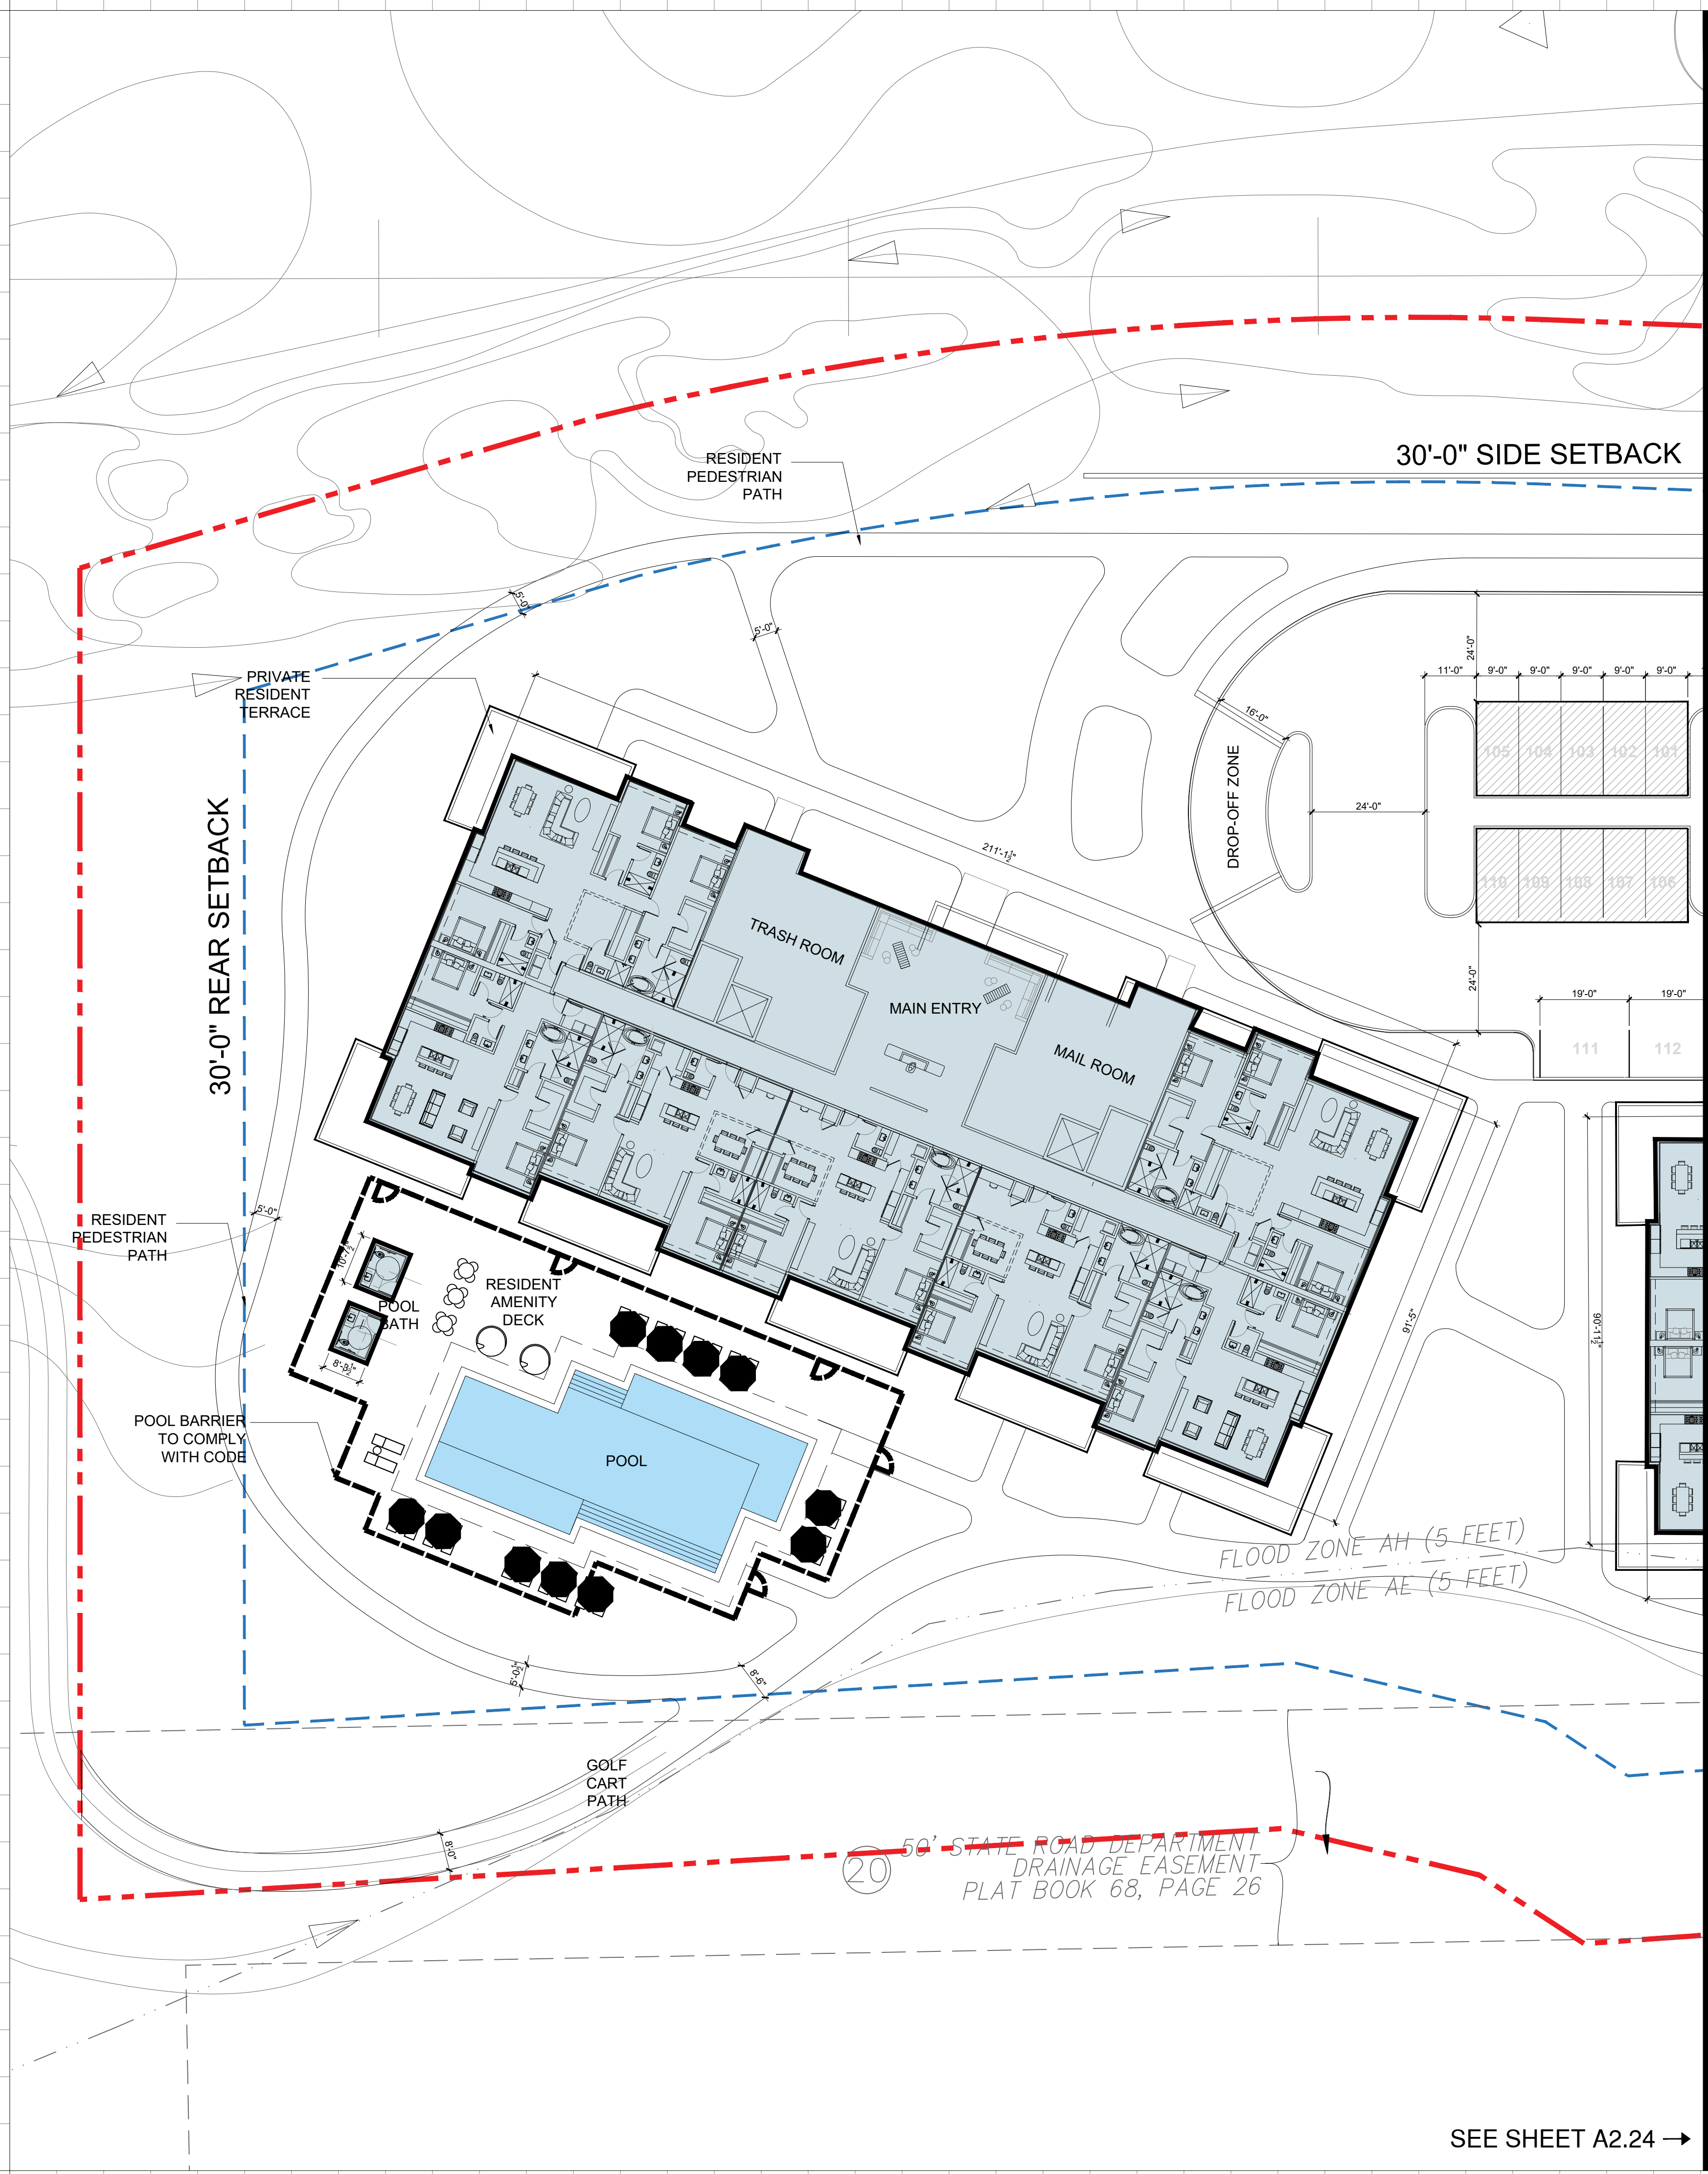 30'-0" SIDE SETBACK
RESIDENT
PEDESTRIAN
PATH
5'-0"
5'-0"
24'-0"
PRIVATE
RESIDENT
TERRACE
11'-0"
9'-0"
9'-0"
9'-0"
9'-0"
9'-0"
16'-0"
105
104
103
102
101
DROP-OFF ZONE
24'-0"
30'-0" REAR SETBACK
211'-1½"
110
109
108
107
106
TRASH ROOM
MAIN ENTRY
MAIL ROOM
24'-0"
19'-0"
19'-0"
111
112
5'-0"
RESIDENT
PEDESTRIAN
PATH
RESIDENT
AMENITY
DECK
POOL
BATH
91'-5"
90'-11½"
POOL BARRIER
TO COMPLY
WITH CODE
POOL
FLOOD ZONE AH (5 FEET)
FLOOD ZONE AE (5 FEET)
5'-0½"
8'-6"
GOLF
CART
PATH
8'-0"
20
50' STATE ROAD DEPARTMENT
DRAINAGE EASEMENT
PLAT BOOK 68, PAGE 26
SEE SHEET A2.24